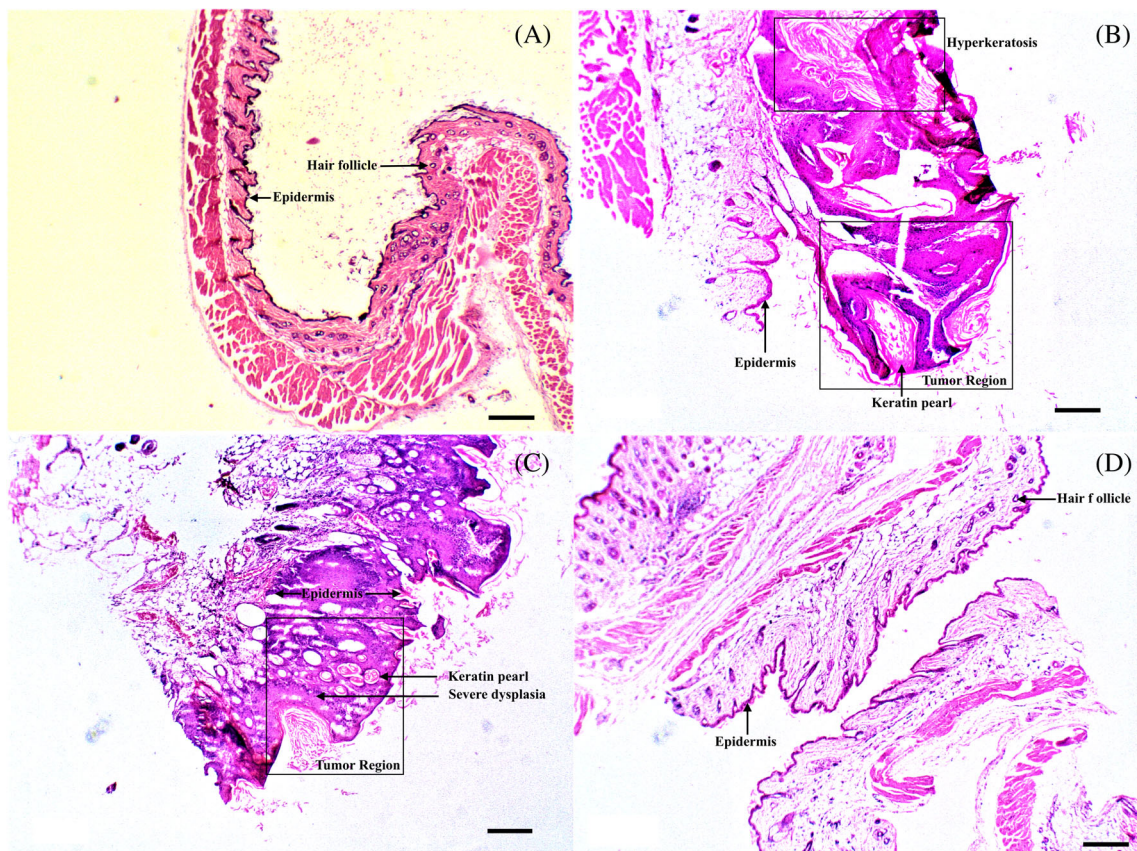 (A)
Hair follicle
Epidermis
(B)
Hyperkeratosis
Epidermis
Tumor Region
Keratin pearl
(C)
Epidermis
Keratin pearl
Severe dysplasia
Tumor Region
(D)
Hair f ollicle
Epidermis